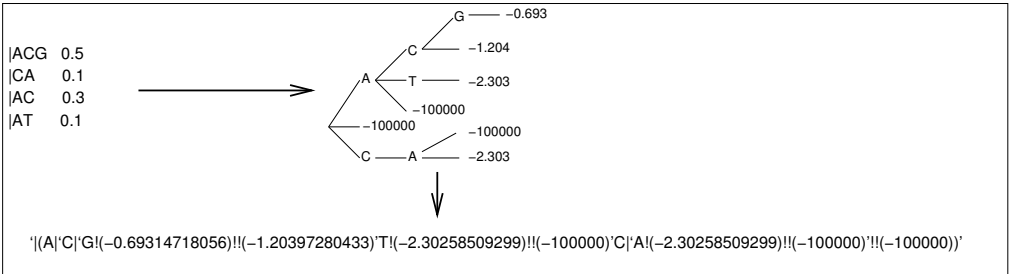 |ACG 0.5
|CA 0.1
|AC 0.3
|AT 0.1
G −0.693
C −1.204
A T −2.303
−100000
−100000
−100000
C A −2.303
‘|(A|‘C|‘G!(−0.69314718056)!!(−1.20397280433)’T!(−2.30258509299)!!(−100000)’C|‘A!(−2.30258509299)!!(−100000)’!!(−100000))’